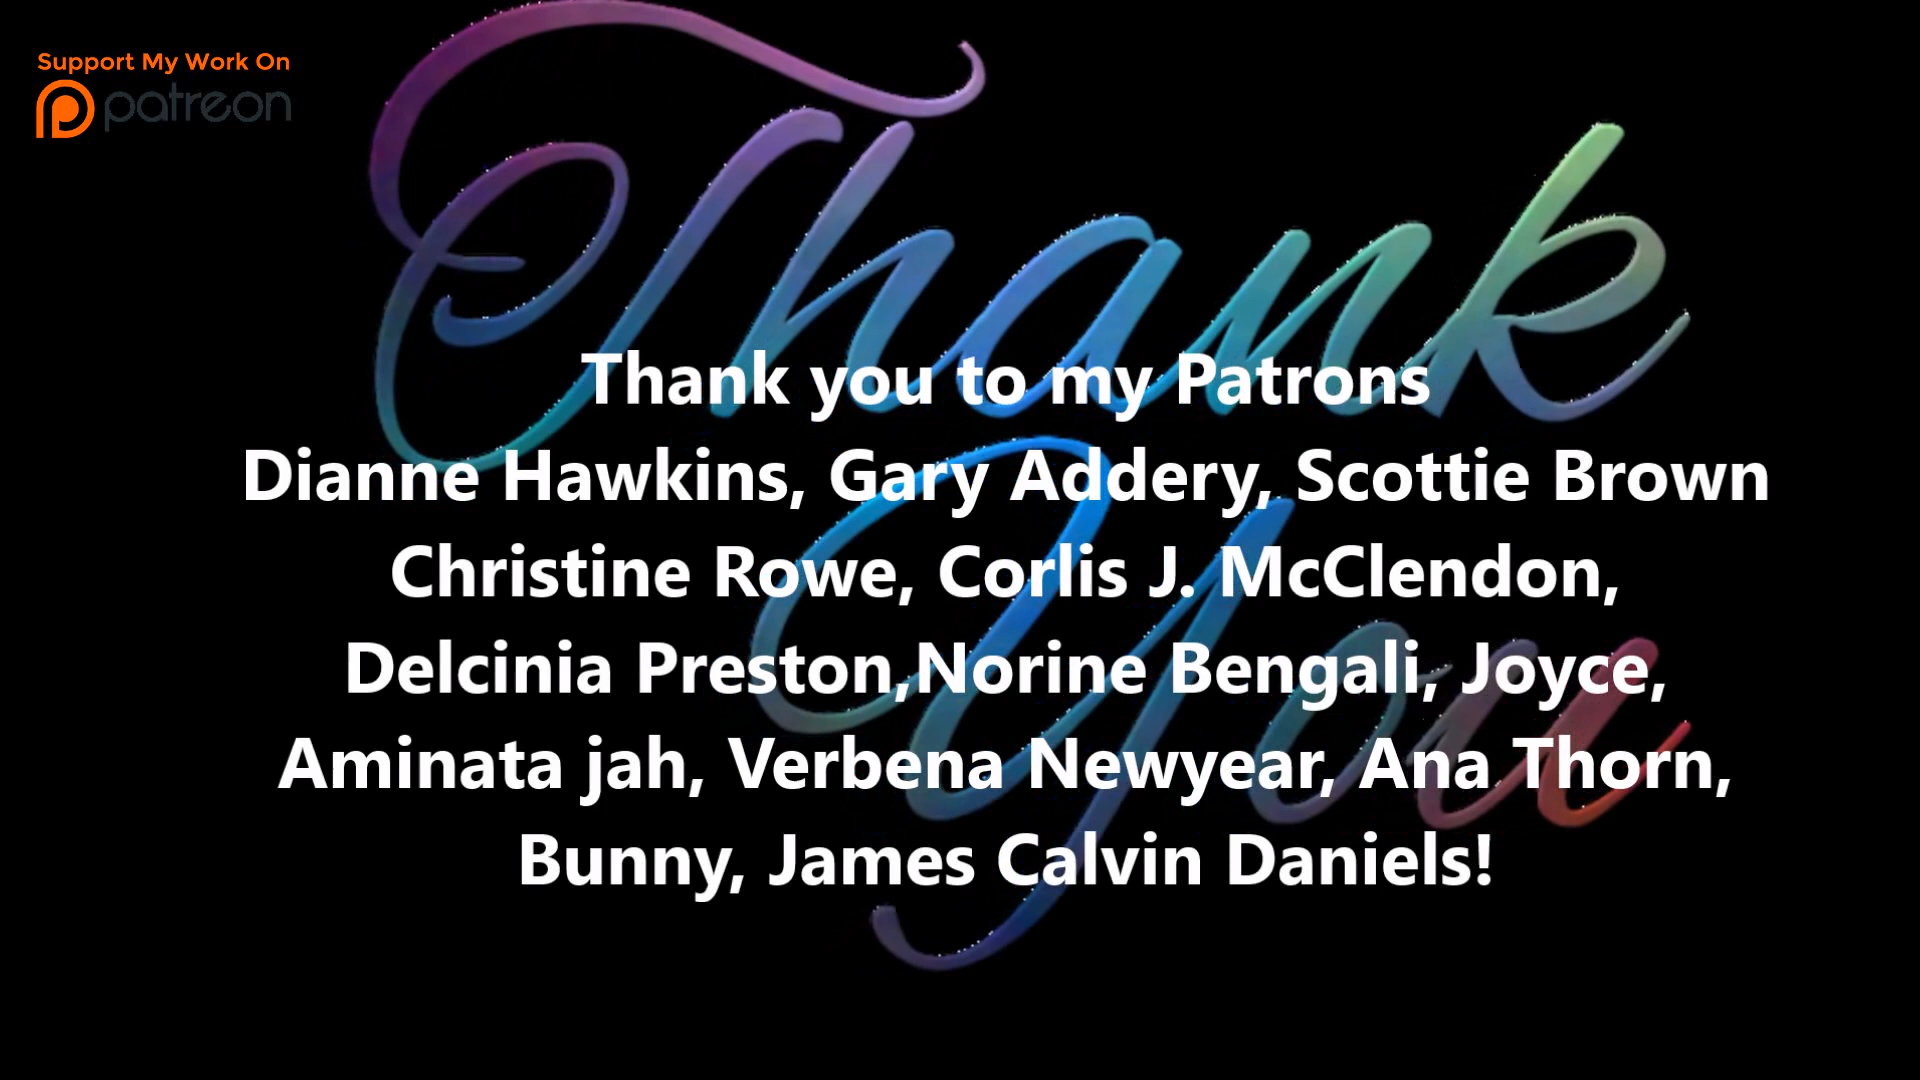 Support My Work On
patreon
Thank You
Thank you to my Patrons
Dianne Hawkins, Gary Addery, Scottie Brown
Christine Rowe, Corlis J. McClendon,
Delcinia Preston,Norine Bengali, Joyce,
Aminata jah, Verbena Newyear, Ana Thorn,
Bunny, James Calvin Daniels!